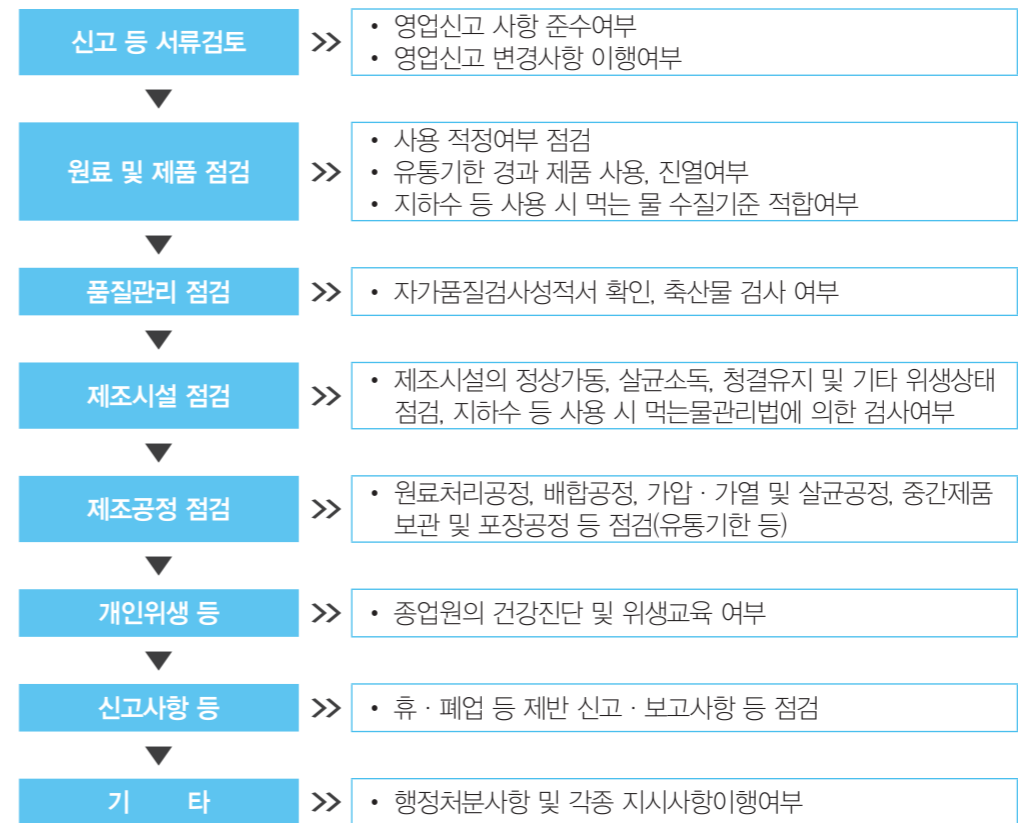 신고 등 서류검토
• 영업신고 사항 준수여부
• 영업신고 변경사항 이행여부
원료 및 제품 점검
• 사용 적정여부 점검
• 유통기한 경과 제품 사용, 진열여부
• 지하수 등 사용 시 먹는 물 수질기준 적합여부
품질관리 점검
• 자가품질검사성적서 확인, 축산물 검사 여부
제조시설 점검
• 제조시설의 정상가동, 살균소독, 청결유지 및 기타 위생상태
점검, 지하수 등 사용 시 먹는물관리법에 의한 검사여부
제조공정 점검
• 원료처리공정, 배합공정, 가압 · 가열 및 살균공정, 중간제품
보관 및 포장공정 등 점검(유통기한 등)
개인위생 등
• 종업원의 건강진단 및 위생교육 여부
신고사항 등
• 휴 · 폐업 등 제반 신고 · 보고사항 등 점검
기 타
• 행정처분사항 및 각종 지시사항이행여부